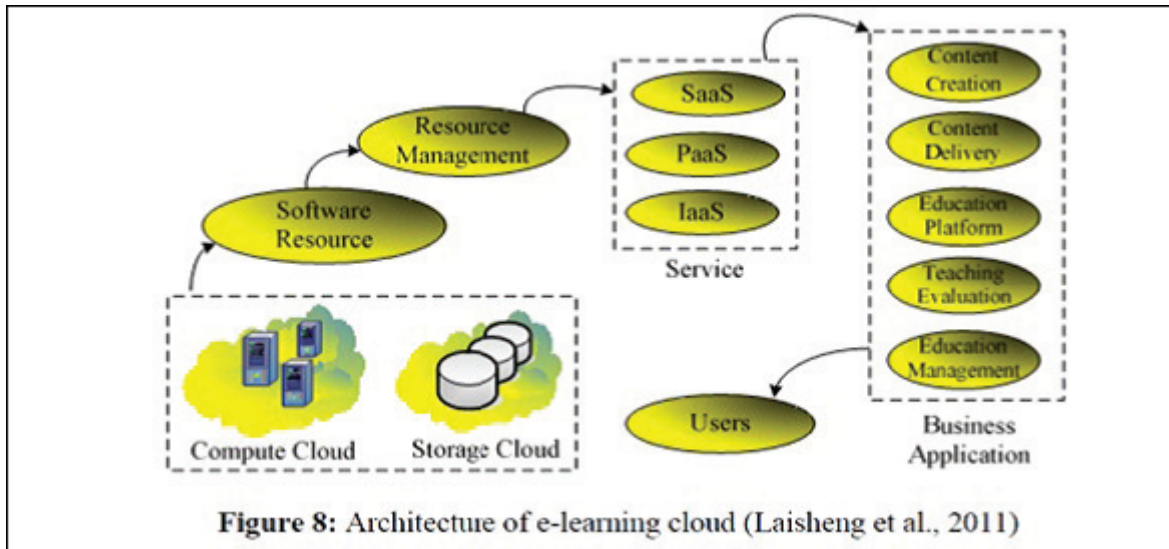 Compute Cloud
Storage Cloud
Software
Resource
Resource
Management
SaaS
PaaS
IaaS
Service
Content
Creation
Content
Delivery
Education
Platform
Teaching
Evaluation
Education
Management
Business
Application
Users
Figure 8: Architecture of e-learning cloud (Laisheng et al., 2011)